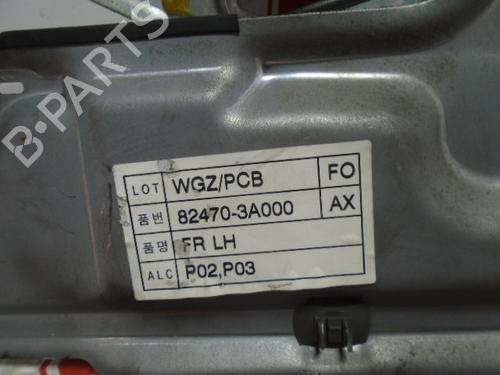 B-PARTS
LOT WGZ/PCB FO
품번 82470-3A000 AX
품명 FR LH
ALC P02,P03